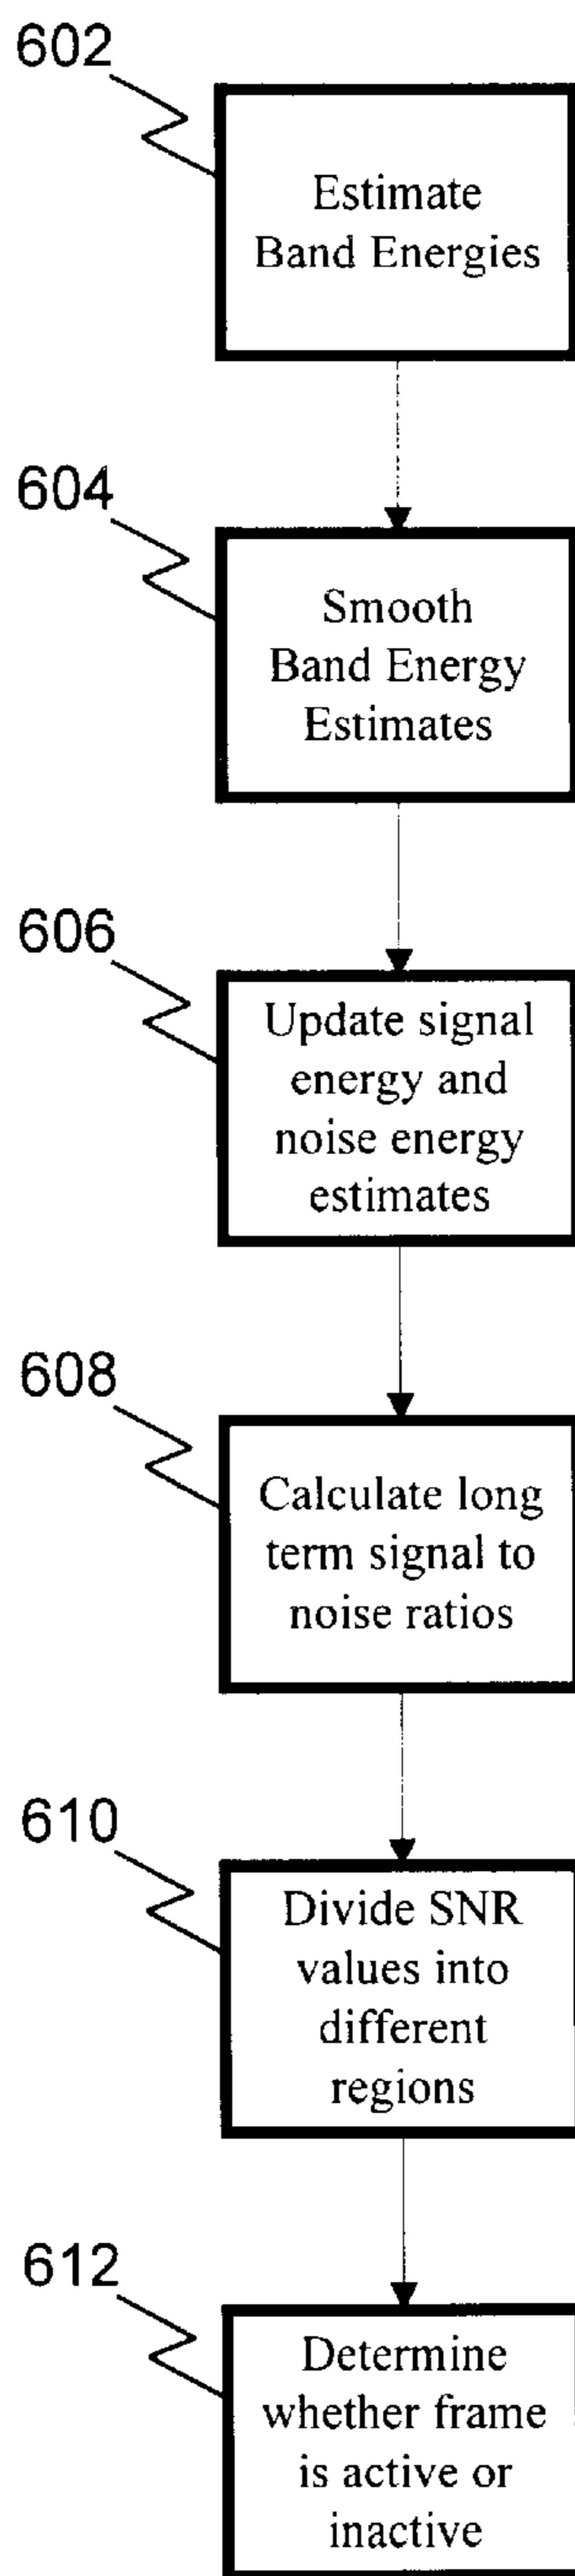 602
Estimate
Band Energies
604
Smooth
Band Energy
Estimates
606
Update signal
energy and
noise energy
estimates
608
Calculate long
term signal to
noise ratios
610
Divide SNR
values into
different
regions
612
Determine
whether frame
is active or
inactive